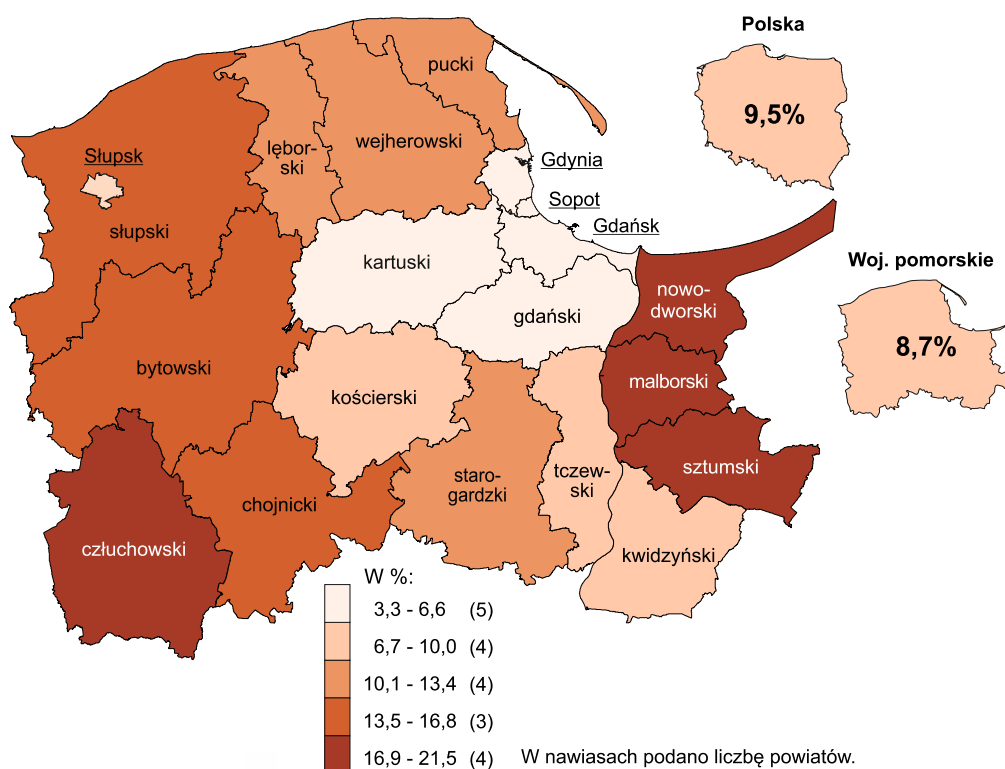 Polska
9,5%
pucki
wejherowski
lębor-
ski
Słupsk
Gdynia
Sopot
Gdańsk
słupski
kartuski
gdański
nowo-
dworski
Woj. pomorskie
8,7%
bytowski
kościerski
malborski
sztumski
staro-
gardzki
tczew-
ski
chojnicki
człuchowski
kwidzyński
W %:
3,3 - 6,6 (5)
6,7 - 10,0 (4)
10,1 - 13,4 (4)
13,5 - 16,8 (3)
16,9 - 21,5 (4)
W nawiasach podano liczbę powiatów.